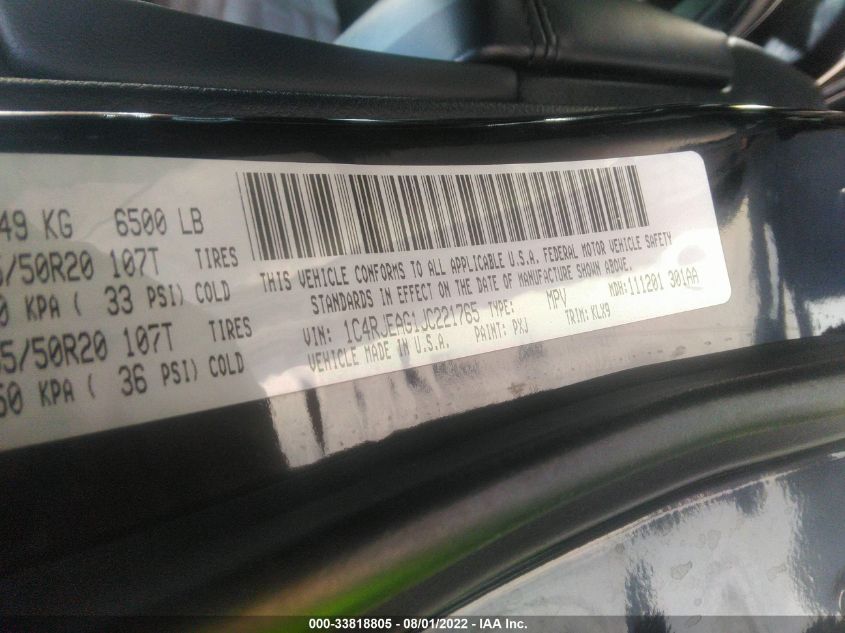 49 KG 6500 LB
5/50R20 107T TIRES
0 KPA ( 33 PSI) COLD
55/50R20 107T TIRES
50 KPA ( 36 PSI) COLD
THIS VEHICLE CONFORMS TO ALL APPLICABLE U.S.A. FEDERAL MOTOR VEHICLE SAFETY
STANDARDS IN EFFECT ON THE DATE OF MANUFACTURE SHOWN ABOVE.
VIN: 1C4RJEAG1JC221765 TYPE: MPV MDH:111201 301AA
VEHICLE MADE IN U.S.A. PAINT: PXJ TRIM: KLX9
000-33818805 - 08/01/2022 - IAA Inc.